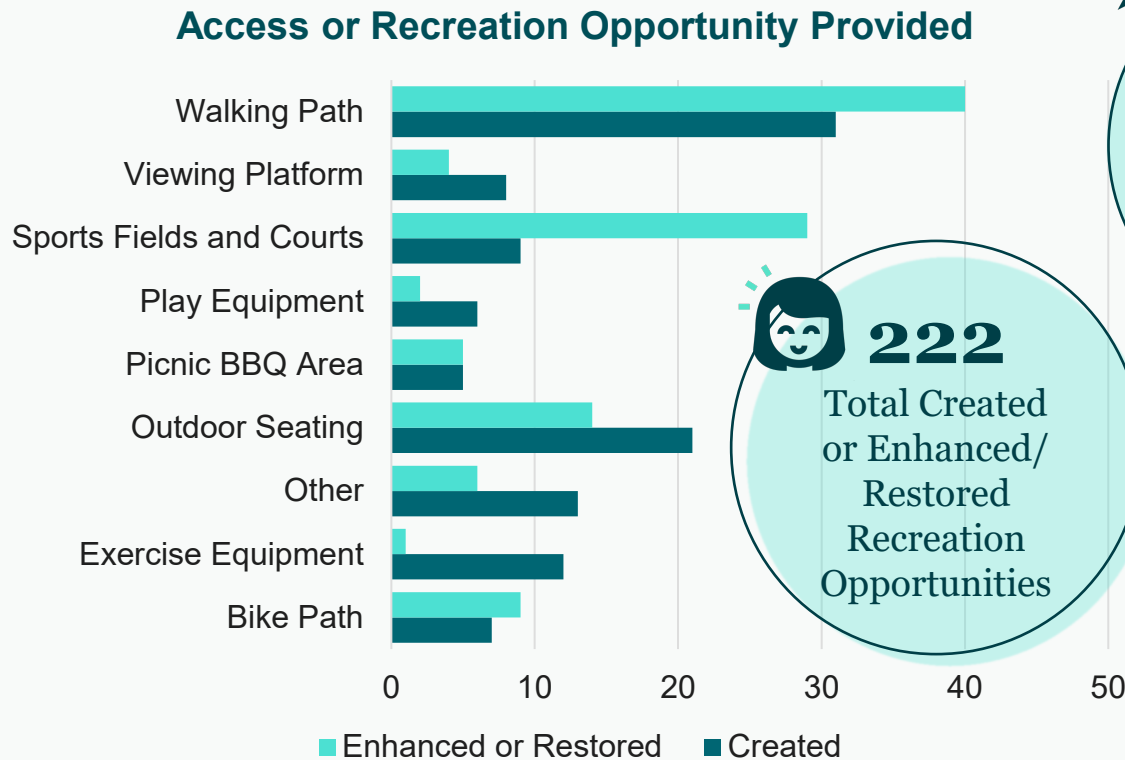 Access or Recreation Opportunity Provided
Walking Path
Viewing Platform
Sports Fields and Courts
Play Equipment
Picnic BBQ Area
Outdoor Seating
Other
Exercise Equipment
Bike Path
222
Total Created
or Enhanced/
Restored
Recreation
Opportunities
0 10 20 30 40 50
Enhanced or Restored Created